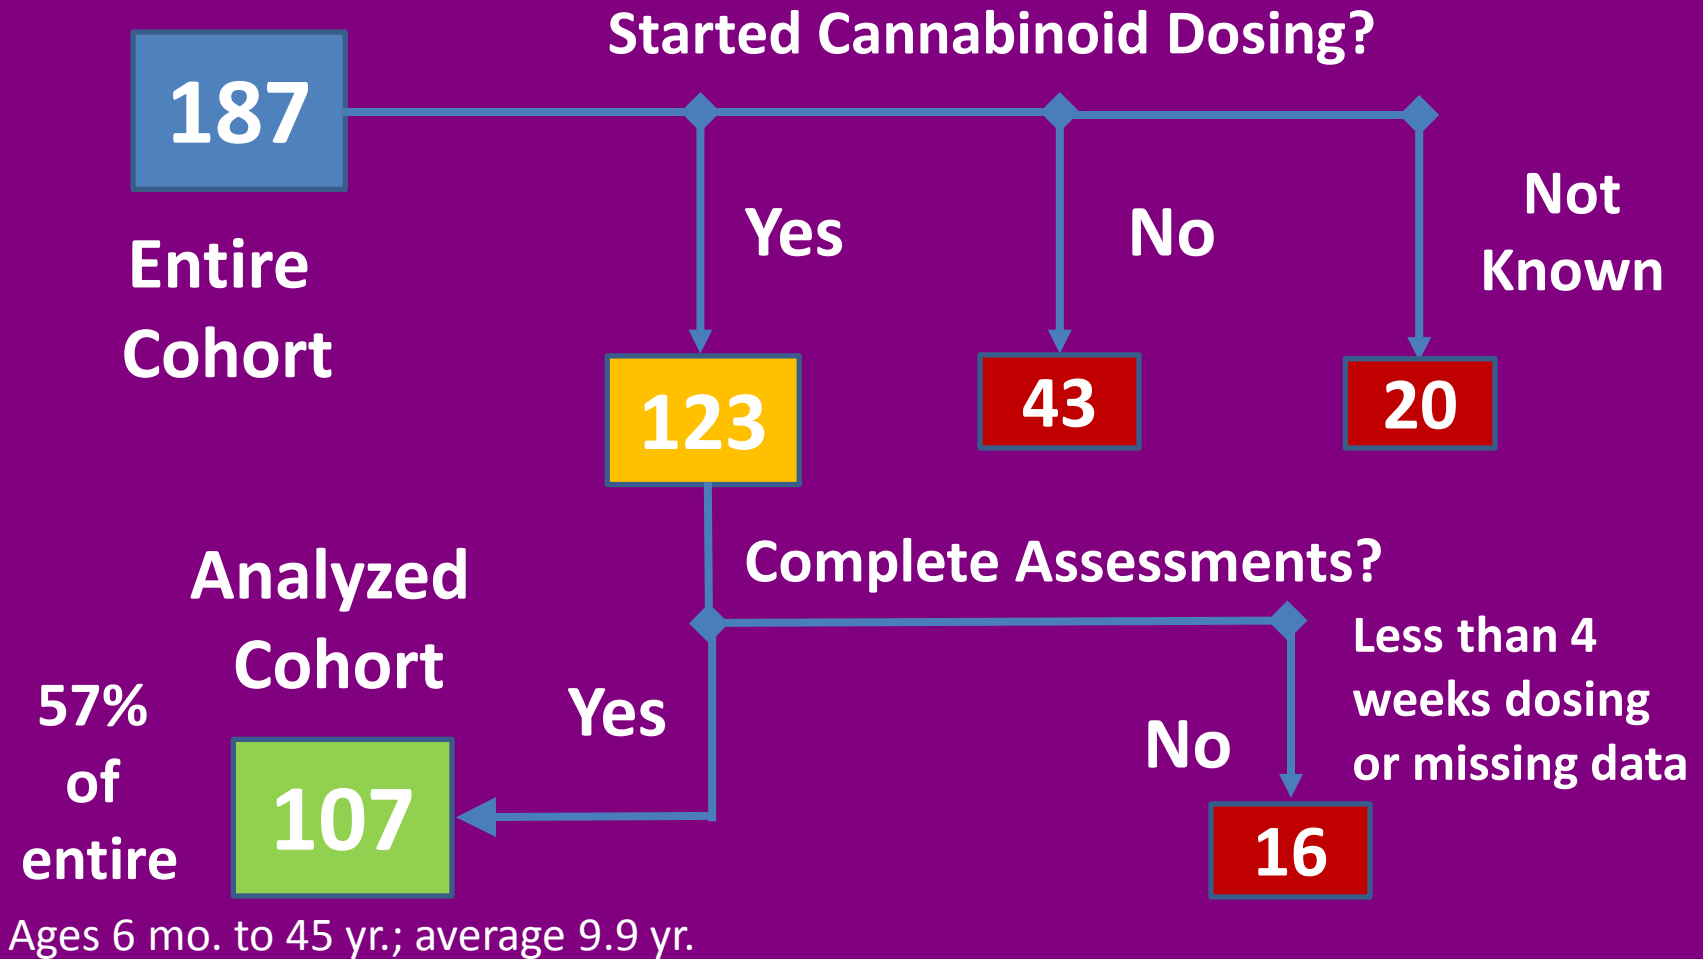 Started Cannabinoid Dosing?
187
Entire
Cohort
Yes
No
Not
Known
123
43
20
Complete Assessments?
Analyzed
Cohort
57%
of
entire
107
Yes
No
Less than 4
weeks dosing
or missing data
16
Ages 6 mo. to 45 yr.; average 9.9 yr.